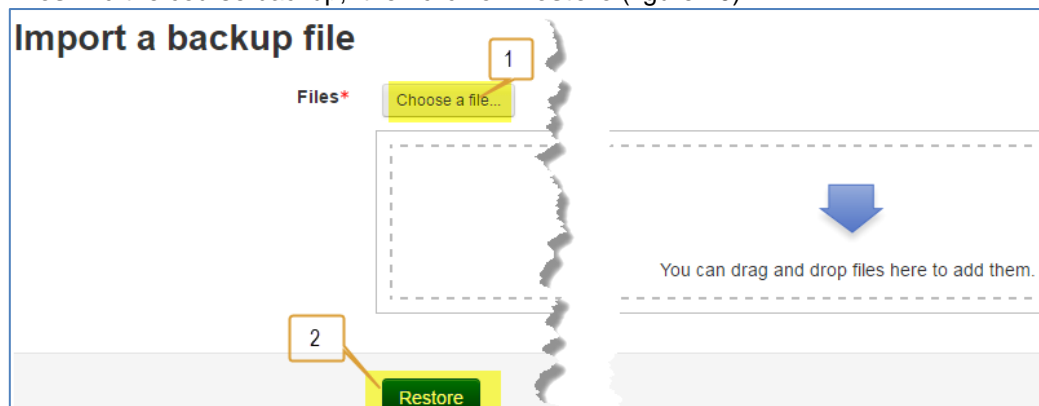 Import a backup file
1
Files*
Choose a file...
You can drag and drop files here to add them.
2
Restore